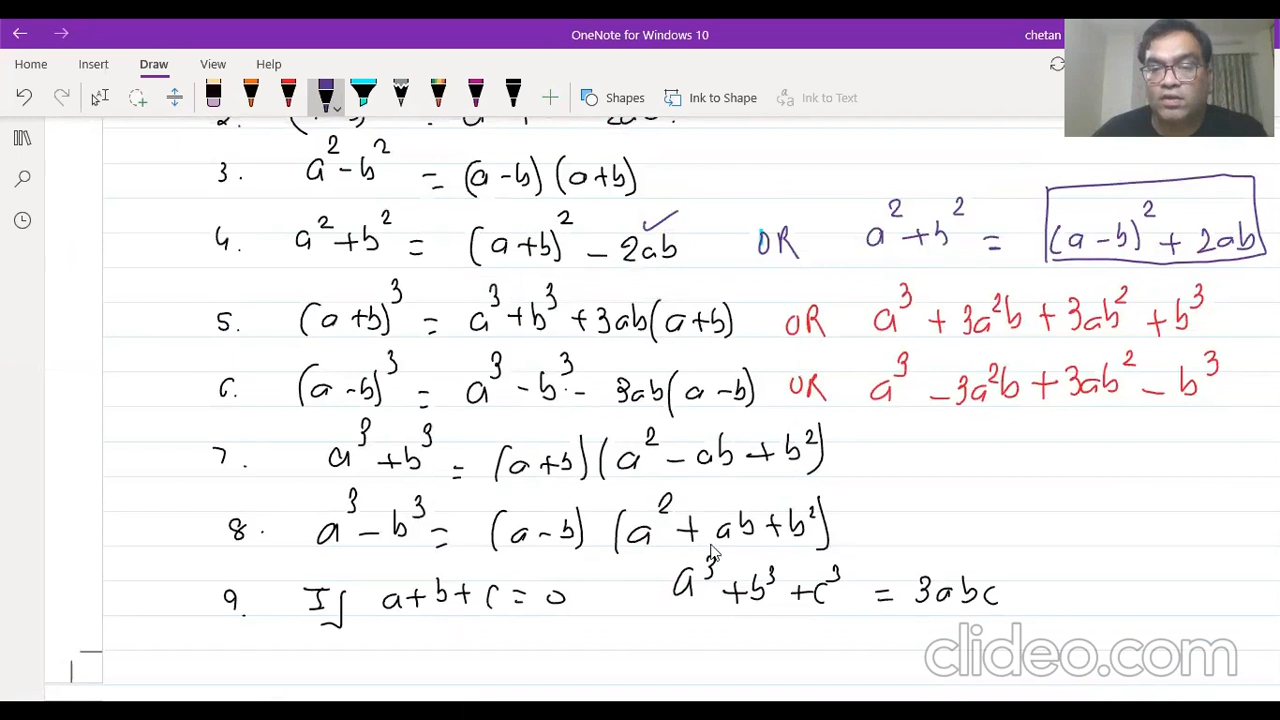 OneNote for Windows 10
chetan
Home Insert Draw View Help
Shapes Ink to Shape Ink to Text
2.
3. a² - b² = (a-b) (a+b)
4. a² + b² = (a+b)² - 2ab OR a² + b² = (a-b)² + 2ab
5. (a+b)³ = a³ + b³ + 3ab(a+b) OR a³ + 3a²b + 3ab² + b³
6. (a-b)³ = a³ - b³ - 3ab(a-b) OR a³ - 3a²b + 3ab² - b³
7. a³ + b³ = (a+b)(a² - ab + b²)
8. a³ - b³ = (a-b) (a² + ab + b²)
9. If a+b+c = 0 a³ + b³ + c³ = 3abc
clideo.com